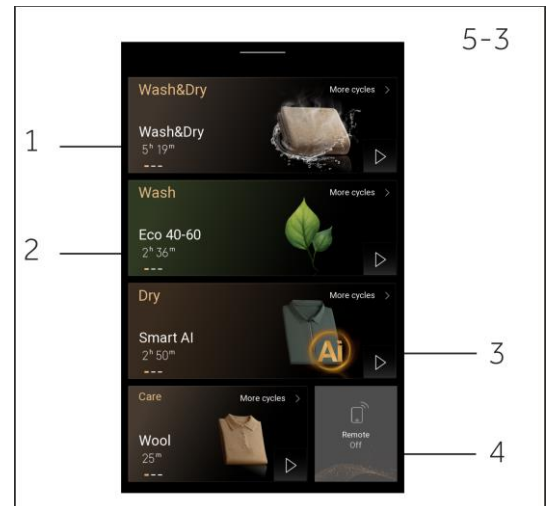 5-3
Wash&Dry
More cycles >
Wash&Dry
5h 19m
1
Wash
More cycles >
Eco 40-60
2h 36m
2
Dry
More cycles >
Smart AI
2h 50m
Ai
3
Care
More cycles >
Wool
25m
Remote
Off
4